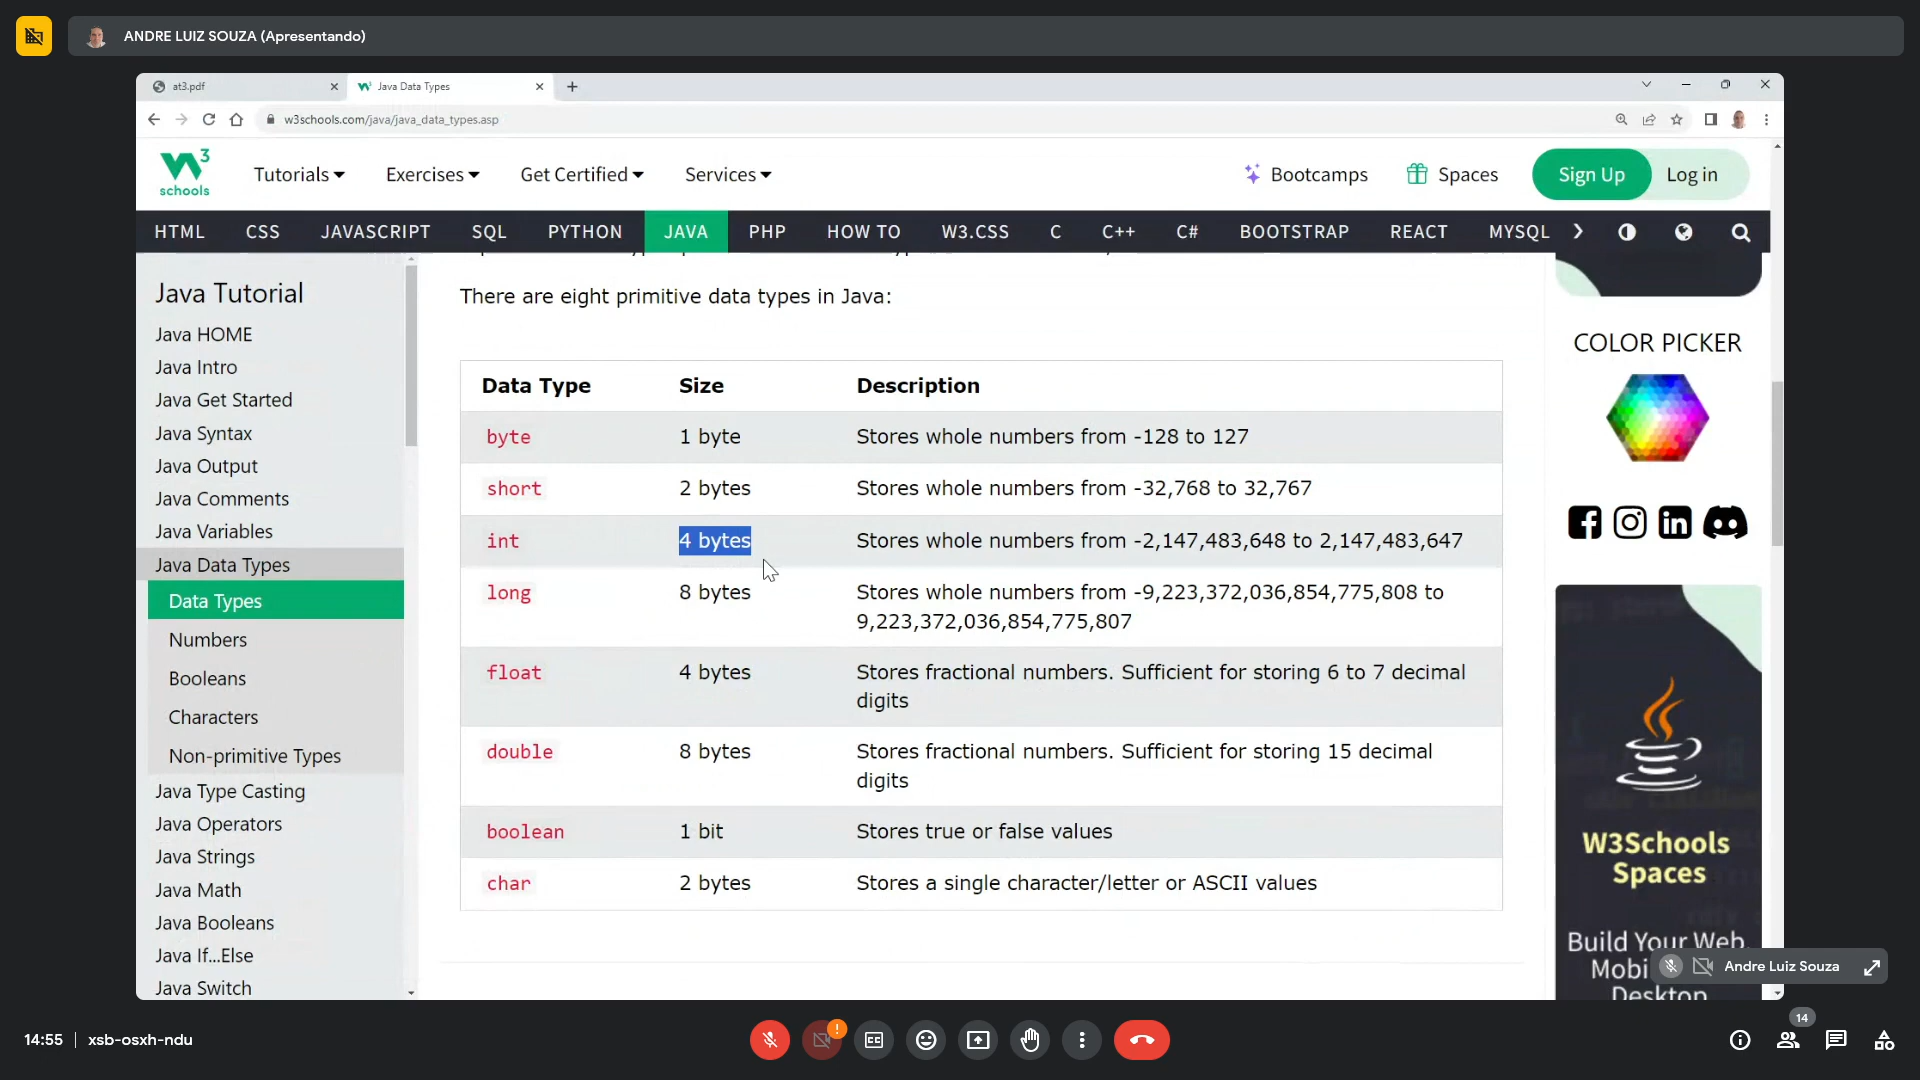 ANDRE LUIZ SOUZA (Apresentando)
at3.pdf
Java Data Types
w3schools.com/java/java_data_types.asp
W3 schools
Tutorials
Exercises
Get Certified
Services
Bootcamps
Spaces
Sign Up
Log in
HTML
CSS
JAVASCRIPT
SQL
PYTHON
JAVA
PHP
HOW TO
W3.CSS
C
C++
C#
BOOTSTRAP
REACT
MYSQL
Java Tutorial
Java HOME
Java Intro
Java Get Started
Java Syntax
Java Output
Java Comments
Java Variables
Java Data Types
Data Types
Numbers
Booleans
Characters
Non-primitive Types
Java Type Casting
Java Operators
Java Strings
Java Math
Java Booleans
Java If...Else
Java Switch
There are eight primitive data types in Java:
Data Type Size Description
byte 1 byte Stores whole numbers from -128 to 127
short 2 bytes Stores whole numbers from -32,768 to 32,767
int 4 bytes Stores whole numbers from -2,147,483,648 to 2,147,483,647
long 8 bytes Stores whole numbers from -9,223,372,036,854,775,808 to
9,223,372,036,854,775,807
float 4 bytes Stores fractional numbers. Sufficient for storing 6 to 7 decimal
digits
double 8 bytes Stores fractional numbers. Sufficient for storing 15 decimal
digits
boolean 1 bit Stores true or false values
char 2 bytes Stores a single character/letter or ASCII values
COLOR PICKER
W3Schools
Spaces
Build Your Web,
Desktop
Andre Luiz Souza
14:55 | xsb-osxh-ndu
14